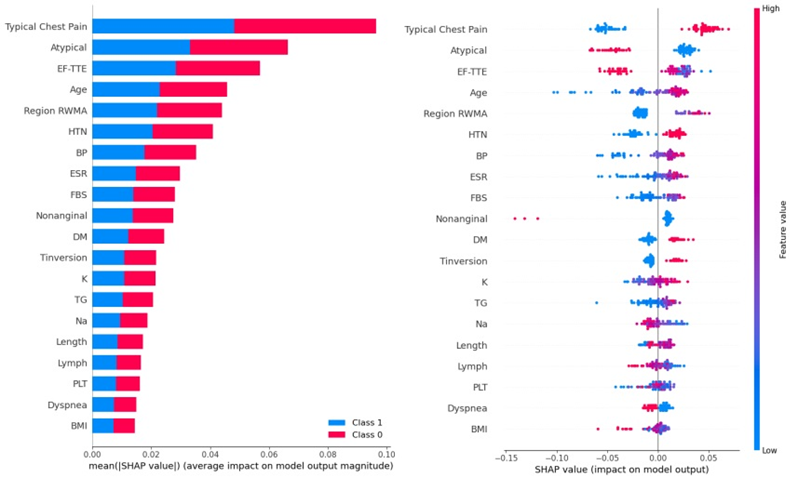 Typical Chest Pain
Atypical
EF-TTE
Age
Region RWMA
HTN
BP
ESR
FBS
Nonanginal
DM
Tinversion
K
TG
Na
Length
Lymph
PLT
Dyspnea
BMI
Class 1
Class 0
0.00 0.02 0.04 0.06 0.08 0.10
mean(|SHAP value|) (average impact on model output magnitude)
Typical Chest Pain
Atypical
EF-TTE
Age
Region RWMA
HTN
BP
ESR
FBS
Nonanginal
DM
Tinversion
K
TG
Na
Length
Lymph
PLT
Dyspnea
BMI
−0.15 −0.10 −0.05 0.00 0.05
SHAP value (impact on model output)
High
Feature value
Low